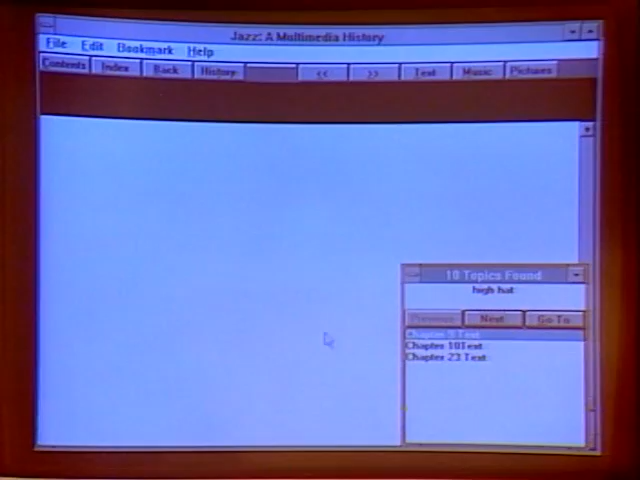 Jazz: A Multimedia History
File Edit Bookmark Help
Contents Index Back History << >> Text Music Pictures
10 Topics Found
high hat
Previous Next Go To
Chapter 10Text
Chapter 23 Text